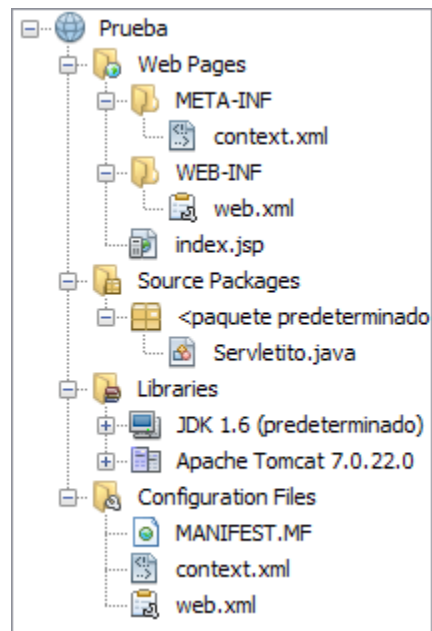 Prueba
Web Pages
META-INF
context.xml
WEB-INF
web.xml
index.jsp
Source Packages
<paquete predeterminado
Servletito.java
Libraries
JDK 1.6 (predeterminado)
Apache Tomcat 7.0.22.0
Configuration Files
MANIFEST.MF
context.xml
web.xml